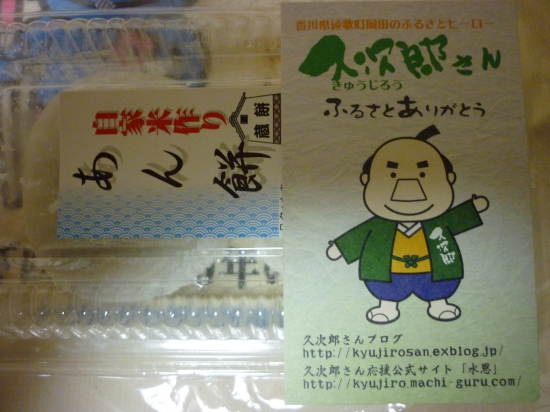 香川県綾歌町岡田のふるさとヒーロー
久次郎さん
きゅうじろう
ふるさとありがとう
久次郎
久次郎さんブログ
http://kyujirosan.exblog.jp/
久次郎さん応援公式サイト「水恩」
http://kyujiro.machi-guru.com/
自家米作り
餅蔵
あん餅